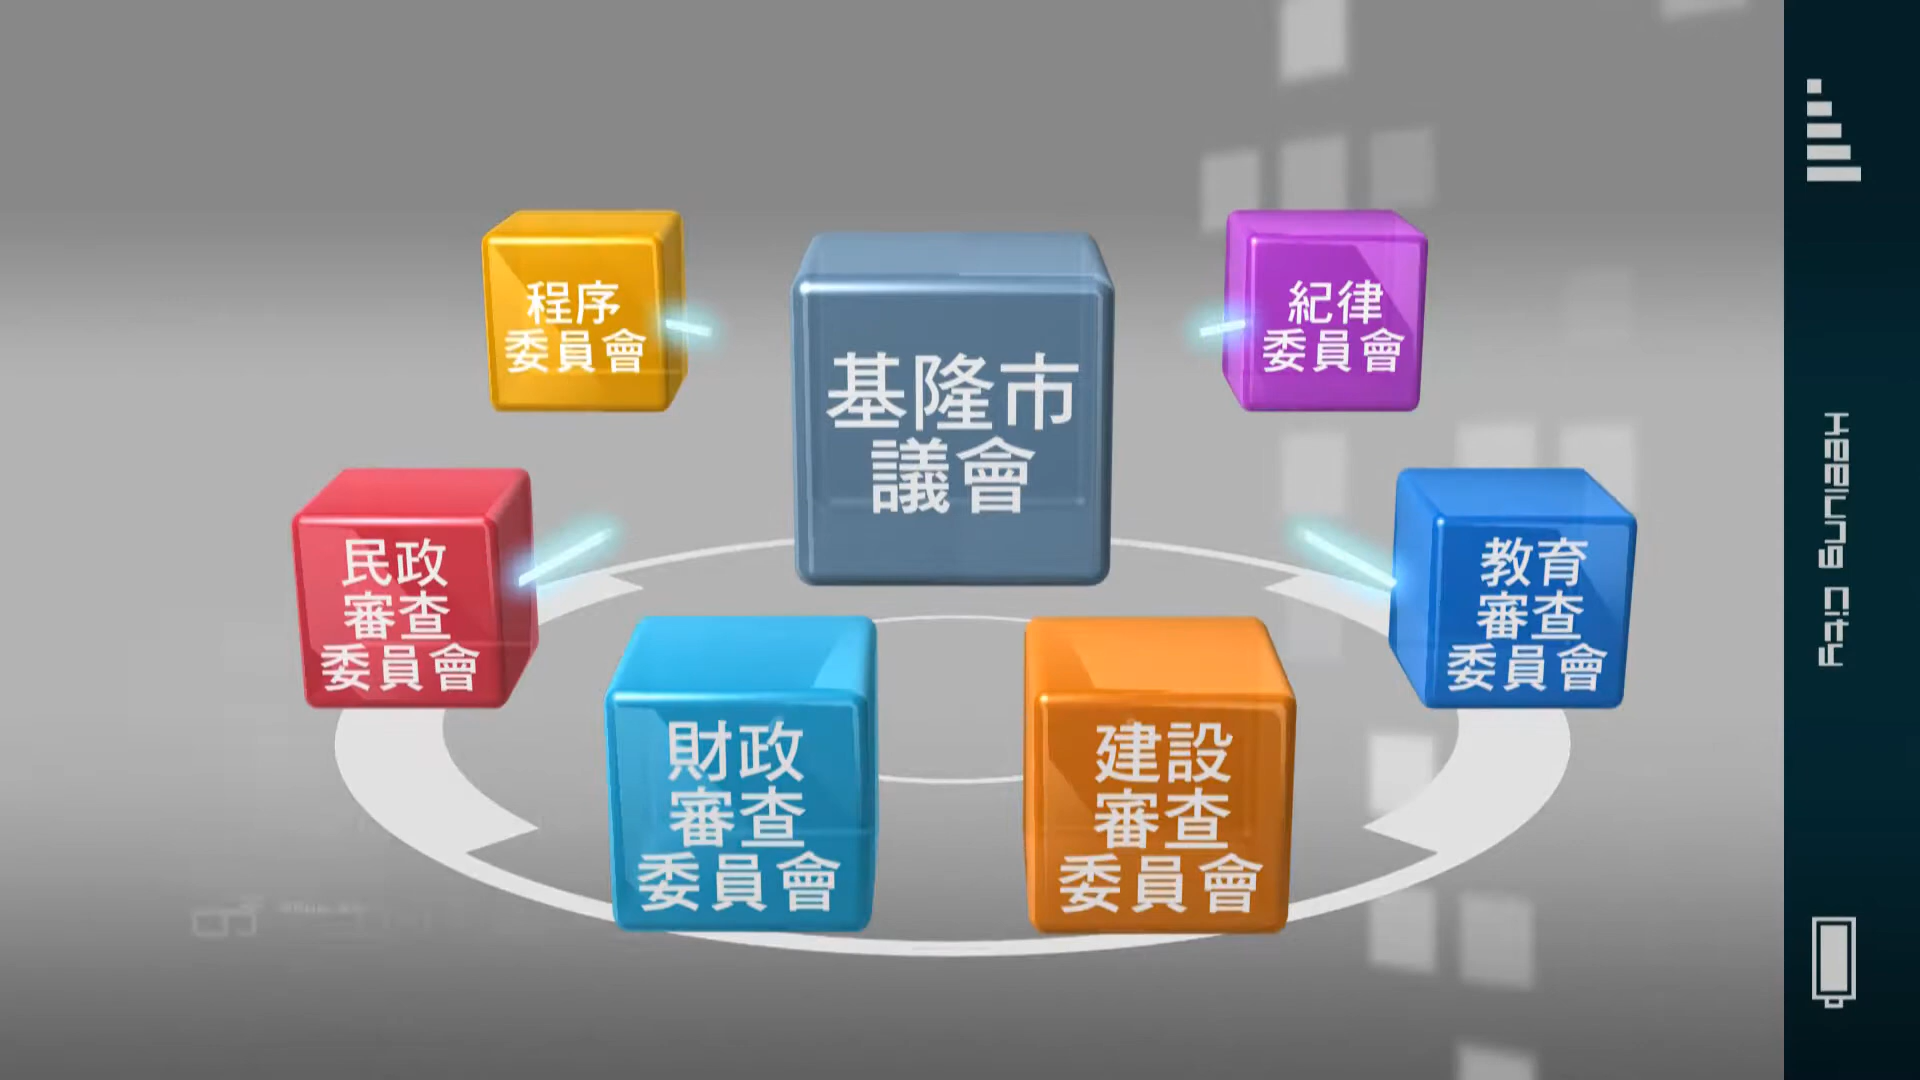 程序
委員會
基隆市
議會
紀律
委員會
民政
審查
委員會
財政
審查
委員會
建設
審查
委員會
教育
審查
委員會
Keelung City